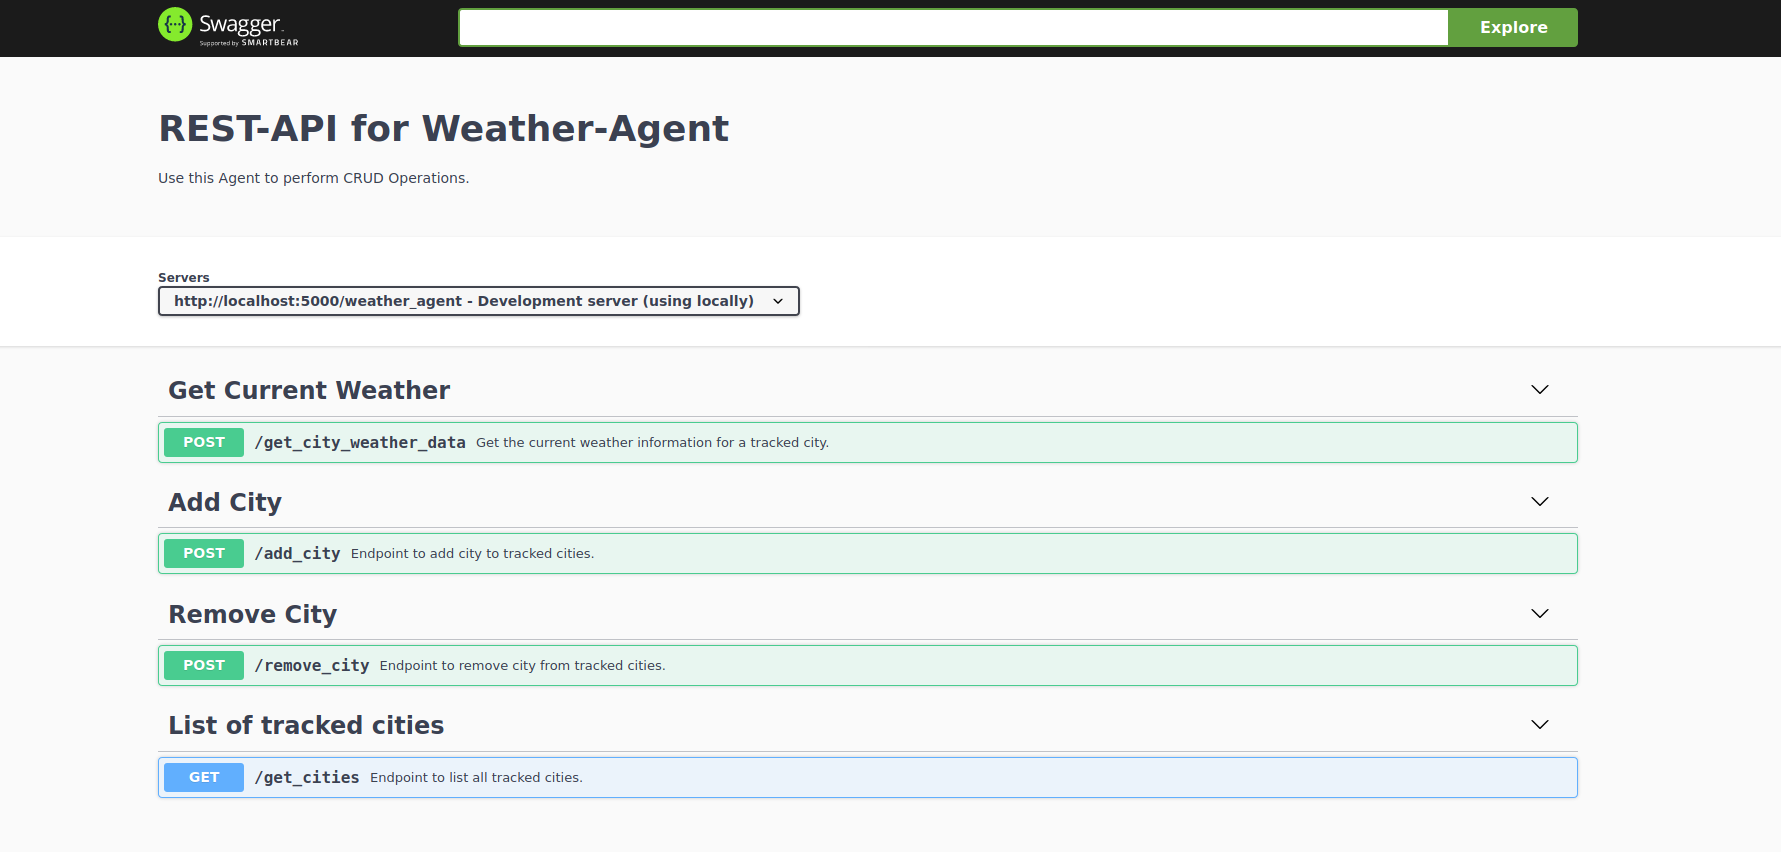 Swagger.
Supported by SMARTBEAR
Explore
REST-API for Weather-Agent
Use this Agent to perform CRUD Operations.
Servers
http://localhost:5000/weather_agent - Development server (using locally)
Get Current Weather
POST /get_city_weather_data Get the current weather information for a tracked city.
Add City
POST /add_city Endpoint to add city to tracked cities.
Remove City
POST /remove_city Endpoint to remove city from tracked cities.
List of tracked cities
GET /get_cities Endpoint to list all tracked cities.